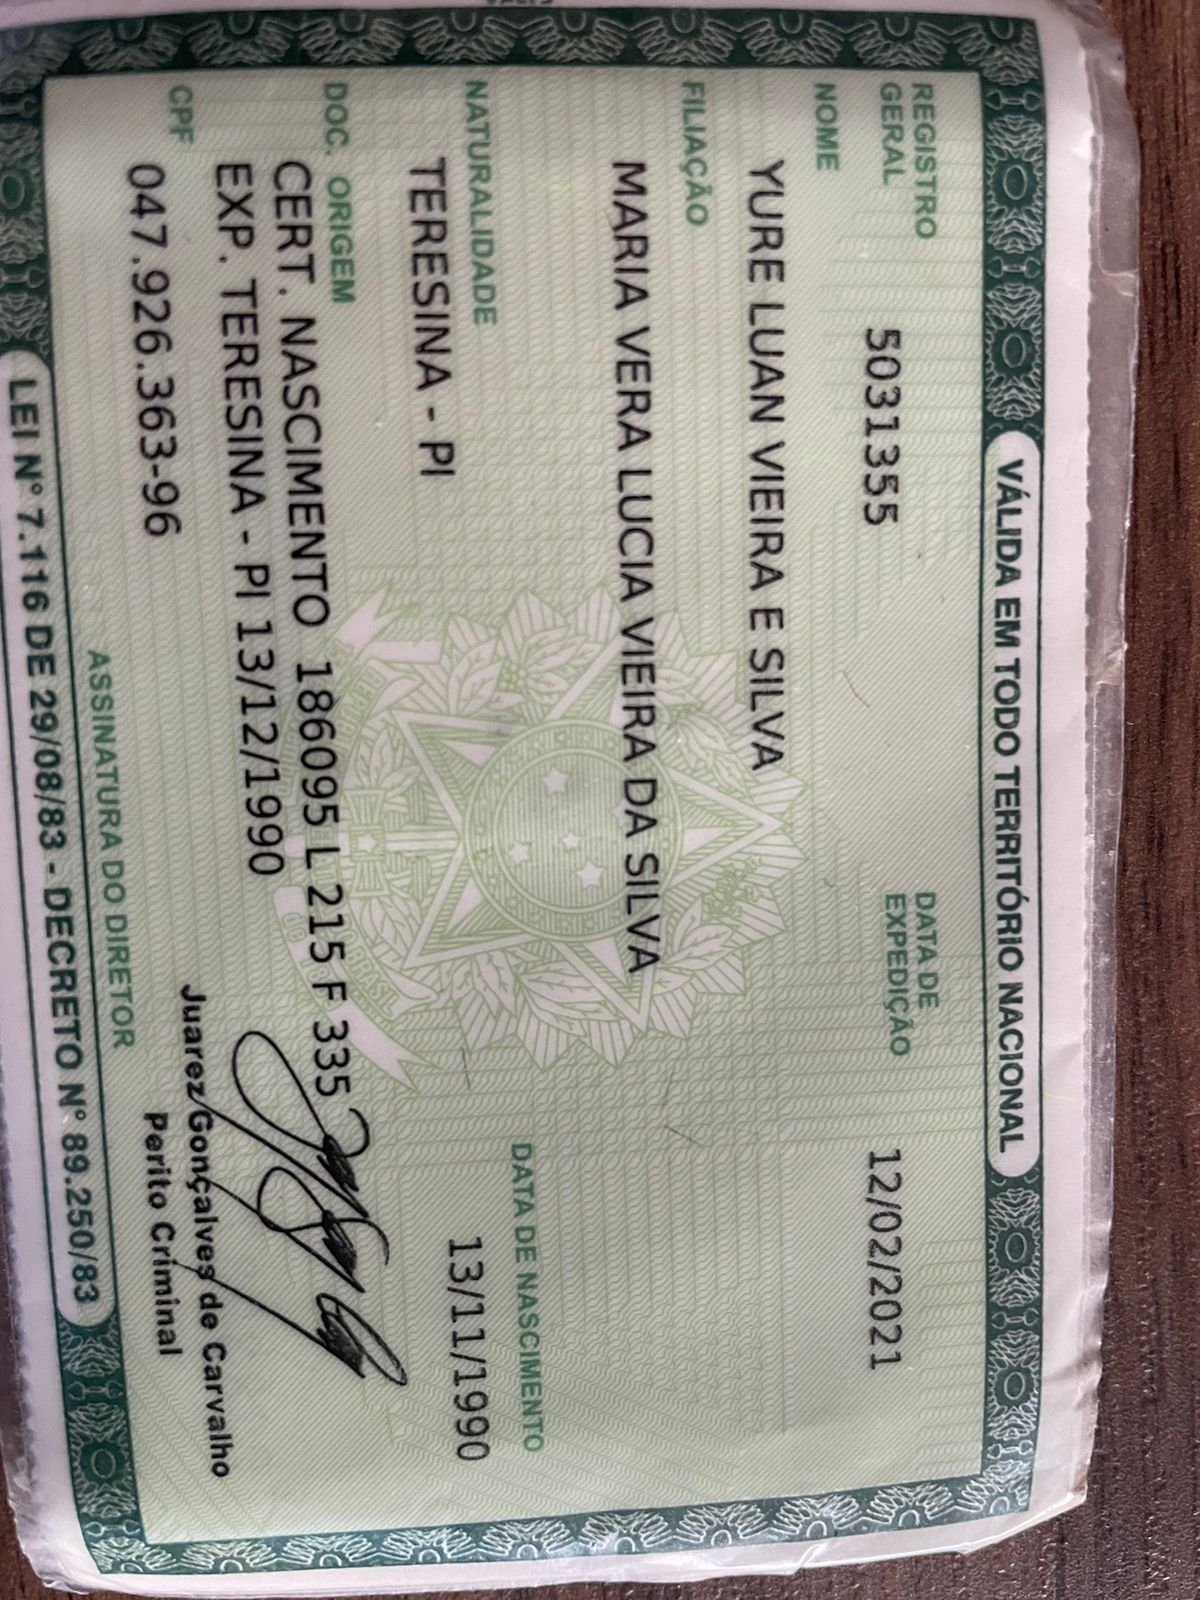 VÁLIDA EM TODO TERRITÓRIO NACIONAL
REGISTRO GERAL 5031355 DATA DE EXPEDIÇÃO 12/02/2021
NOME
YURE LUAN VIEIRA E SILVA
FILIAÇÃO
MARIA VERA LUCIA VIEIRA DA SILVA
NATURALIDADE DATA DE NASCIMENTO
TERESINA - PI 13/11/1990
DOC. ORIGEM
CERT. NASCIMENTO 186095 L 215 F 335
EXP. TERESINA - PI 13/12/1990
CPF 047.926.363-96
Juarez Gonçalves de Carvalho
Perito Criminal
ASSINATURA DO DIRETOR
LEI Nº 7.116 DE 29/08/83 - DECRETO Nº 89.250/83